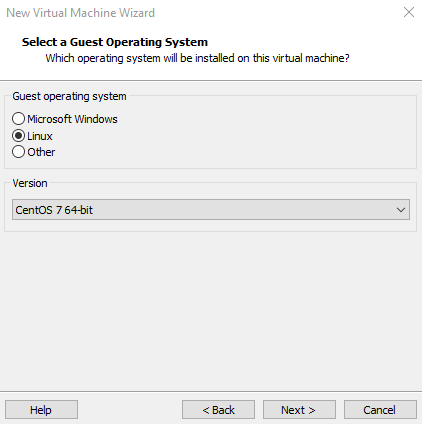 New Virtual Machine Wizard
Select a Guest Operating System
Which operating system will be installed on this virtual machine?
Guest operating system
Microsoft Windows
Linux
Other
Version
CentOS 7 64-bit
Help
< Back
Next >
Cancel